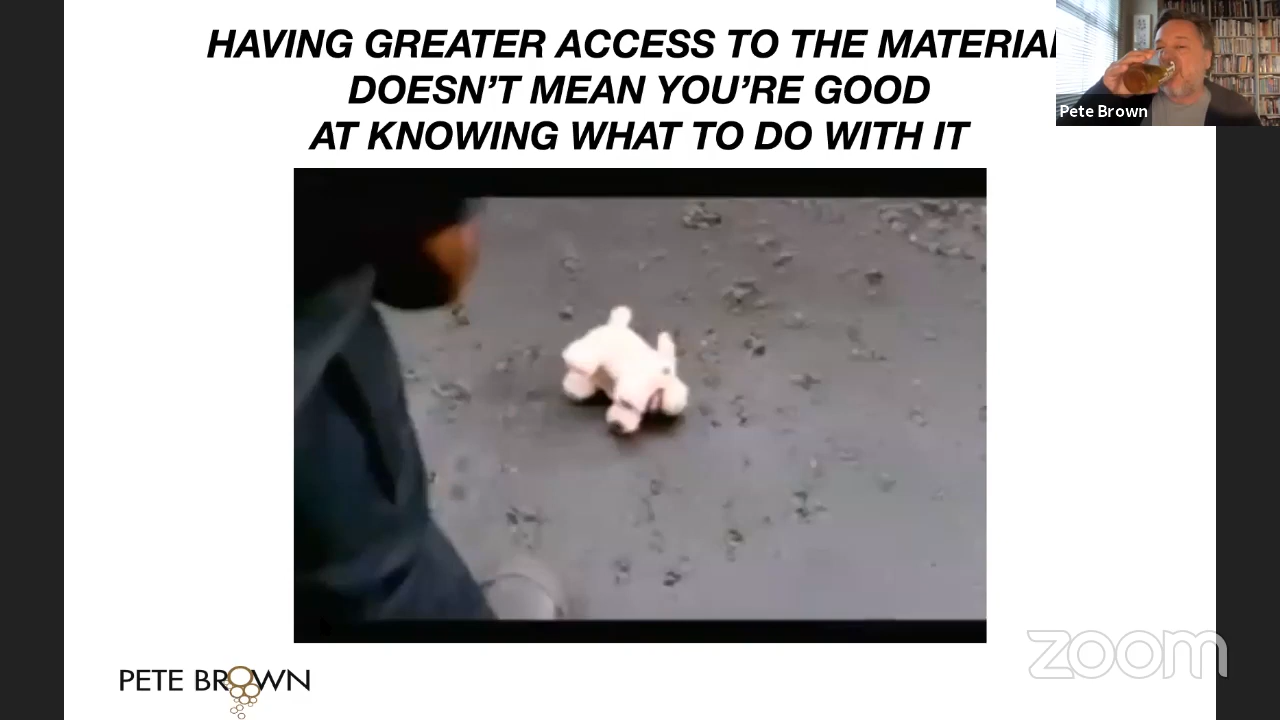 HAVING GREATER ACCESS TO THE MATERIAL
DOESN'T MEAN YOU'RE GOOD
AT KNOWING WHAT TO DO WITH IT
Pete Brown
PETE BROWN
zoom